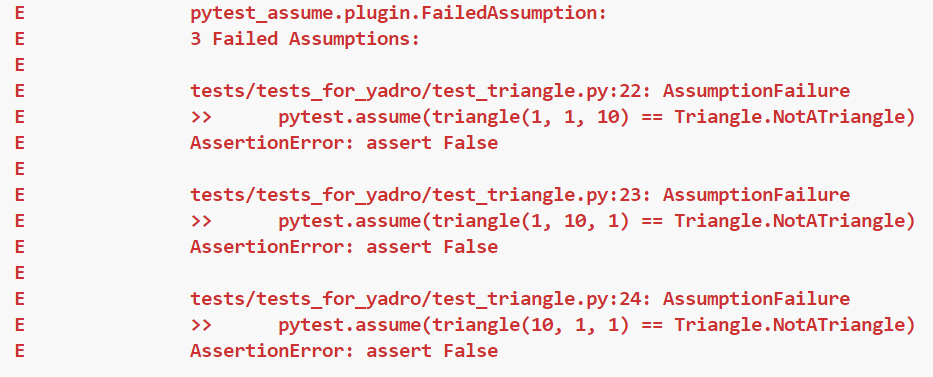 E pytest_assume.plugin.FailedAssumption:
E 3 Failed Assumptions:
E
E tests/tests_for_yadro/test_triangle.py:22: AssumptionFailure
E >> pytest.assume(triangle(1, 1, 10) == Triangle.NotATriangle)
E AssertionError: assert False
E
E tests/tests_for_yadro/test_triangle.py:23: AssumptionFailure
E >> pytest.assume(triangle(1, 10, 1) == Triangle.NotATriangle)
E AssertionError: assert False
E
E tests/tests_for_yadro/test_triangle.py:24: AssumptionFailure
E >> pytest.assume(triangle(10, 1, 1) == Triangle.NotATriangle)
E AssertionError: assert False